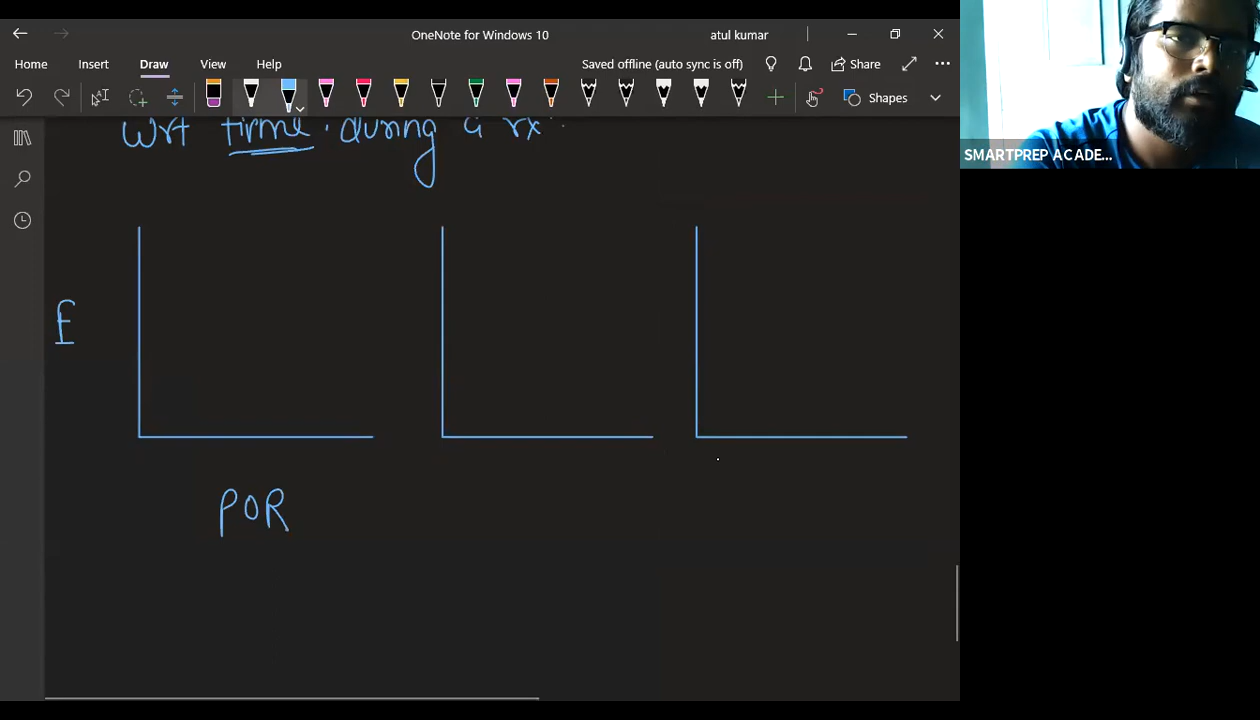 OneNote for Windows 10
atul kumar
Home Insert Draw View Help
Saved offline (auto sync is off) Share
Shapes
SMARTPREP ACADE...
wrt time. during a rx
E
POR